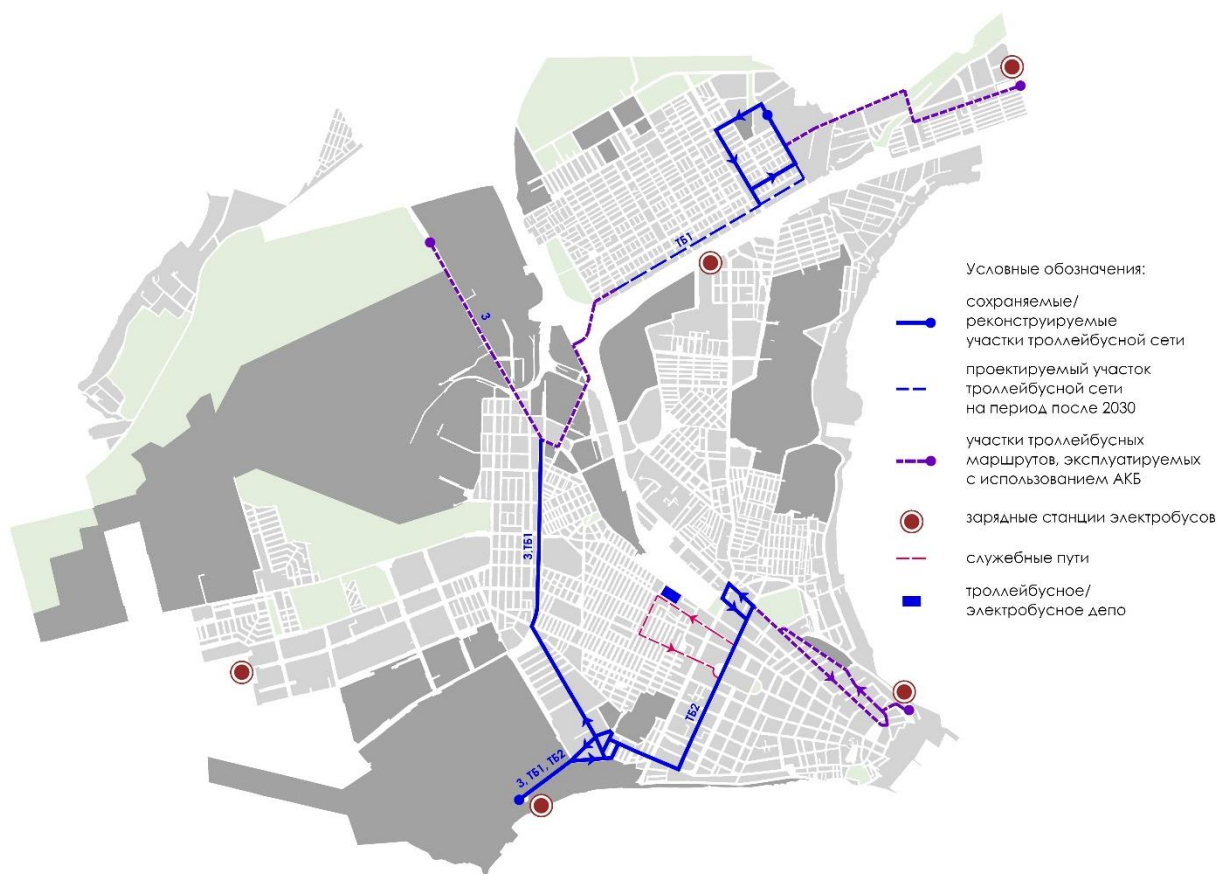 ТБ1
3
Условные обозначения:
сохраняемые/
реконструируемые
участки троллейбусной сети
проектируемый участок
троллейбусной сети
на период после 2030
участки троллейбусных
маршрутов, эксплуатируемых
с использованием АКБ
зарядные станции электробусов
служебные пути
троллейбусное/
электробусное депо
3,ТБ1
ТБ2
3, ТБ1, ТБ2